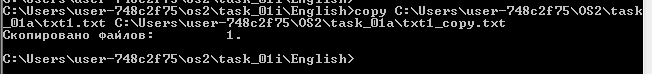 C:\Users\user-748c2f75\os2\task_01i\English>copy C:\Users\user-748c2f75\OS2\task
_01a\txt1.txt C:\Users\user-748c2f75\OS2\task_01a\txt1_copy.txt
Скопировано файлов:         1.
C:\Users\user-748c2f75\os2\task_01i\English>